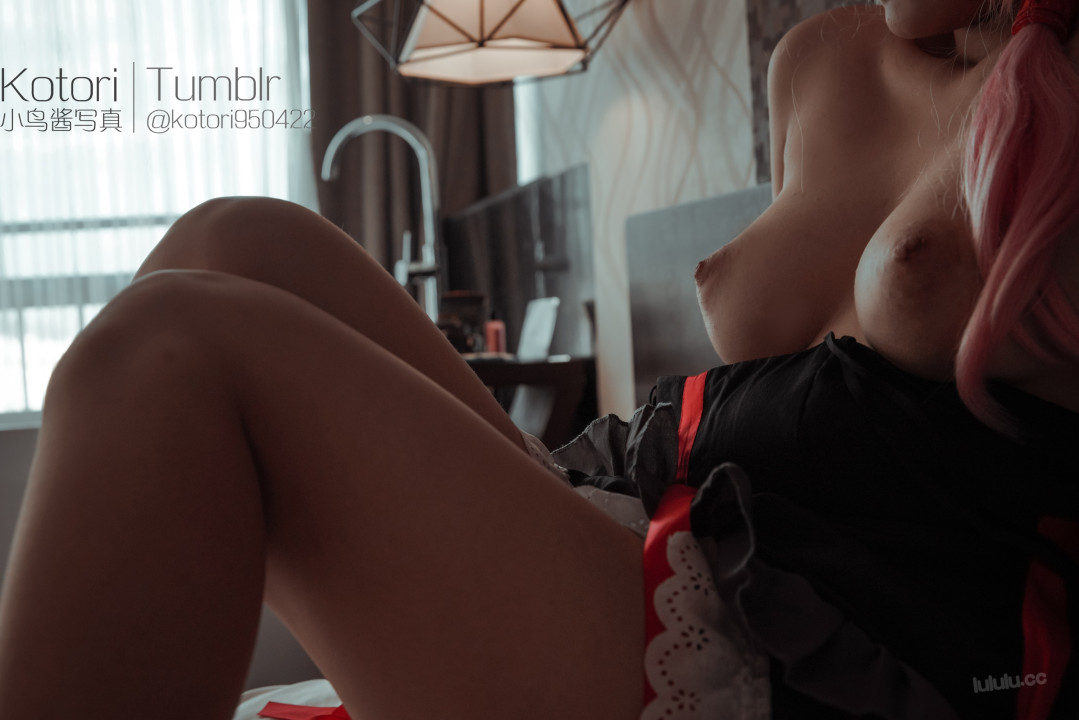 Kotori | Tumblr
小鸟酱写真 @kotori950422
lululu.cc